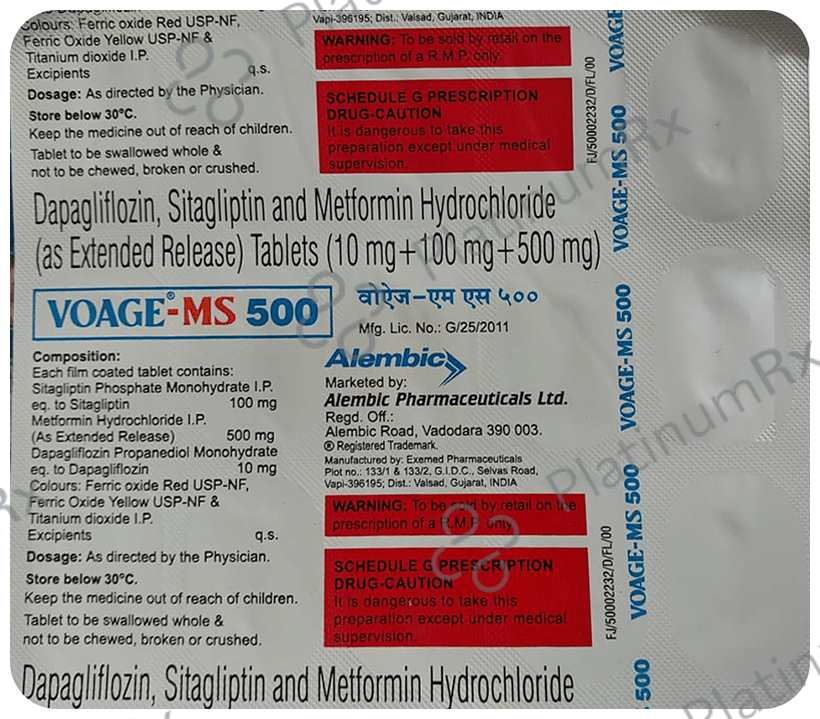 Colours: Ferric oxide Red USP-NF,
Ferric Oxide Yellow USP-NF &
Titanium dioxide I.P.
Excipients q.s.
Dosage: As directed by the Physician.
Store below 30°C.
Keep the medicine out of reach of children.
Tablet to be swallowed whole &
not to be chewed, broken or crushed.
Vapi-396195; Dist.: Valsad, Gujarat, INDIA
WARNING: To be sold by retail on the
prescription of a R.M.P. only.
SCHEDULE G PRESCRIPTION
DRUG-CAUTION
It is dangerous to take this
preparation except under medical
supervision.
FJ/50002232/D/FL/00
Dapagliflozin, Sitagliptin and Metformin Hydrochloride
(as Extended Release) Tablets (10 mg+100 mg+500 mg)
VOAGE®-MS 500
वोऐज-एम एस ५००
Mfg. Lic. No.: G/25/2011
Composition:
Each film coated tablet contains:
Sitagliptin Phosphate Monohydrate I.P.
eq. to Sitagliptin 100 mg
Metformin Hydrochloride I.P.
(As Extended Release) 500 mg
Dapagliflozin Propanediol Monohydrate
eq. to Dapagliflozin 10 mg
Colours: Ferric oxide Red USP-NF,
Ferric Oxide Yellow USP-NF &
Titanium dioxide I.P.
Excipients q.s.
Dosage: As directed by the Physician.
Store below 30°C.
Keep the medicine out of reach of children.
Tablet to be swallowed whole &
not to be chewed, broken or crushed.
Alembic
Marketed by:
Alembic Pharmaceuticals Ltd.
Regd. Off.:
Alembic Road, Vadodara 390 003.
® Registered Trademark.
Manufactured by: Exemed Pharmaceuticals
Plot no.: 133/1 & 133/2, G.I.D.C., Selvas Road,
Vapi-396195; Dist.: Valsad, Gujarat, INDIA
WARNING: To be sold by retail on the
prescription of a R.M.P. only.
SCHEDULE G PRESCRIPTION
DRUG-CAUTION
It is dangerous to take this
preparation except under medical
supervision.
FJ/50002232/D/FL/00
Dapagliflozin, Sitagliptin and Metformin Hydrochloride
VOAGE
VOAGE-MS 500
VOAGE-MS 500
VOAGE-MS 500
500
PlatinumRx
PlatinumRx
Rx
Platin